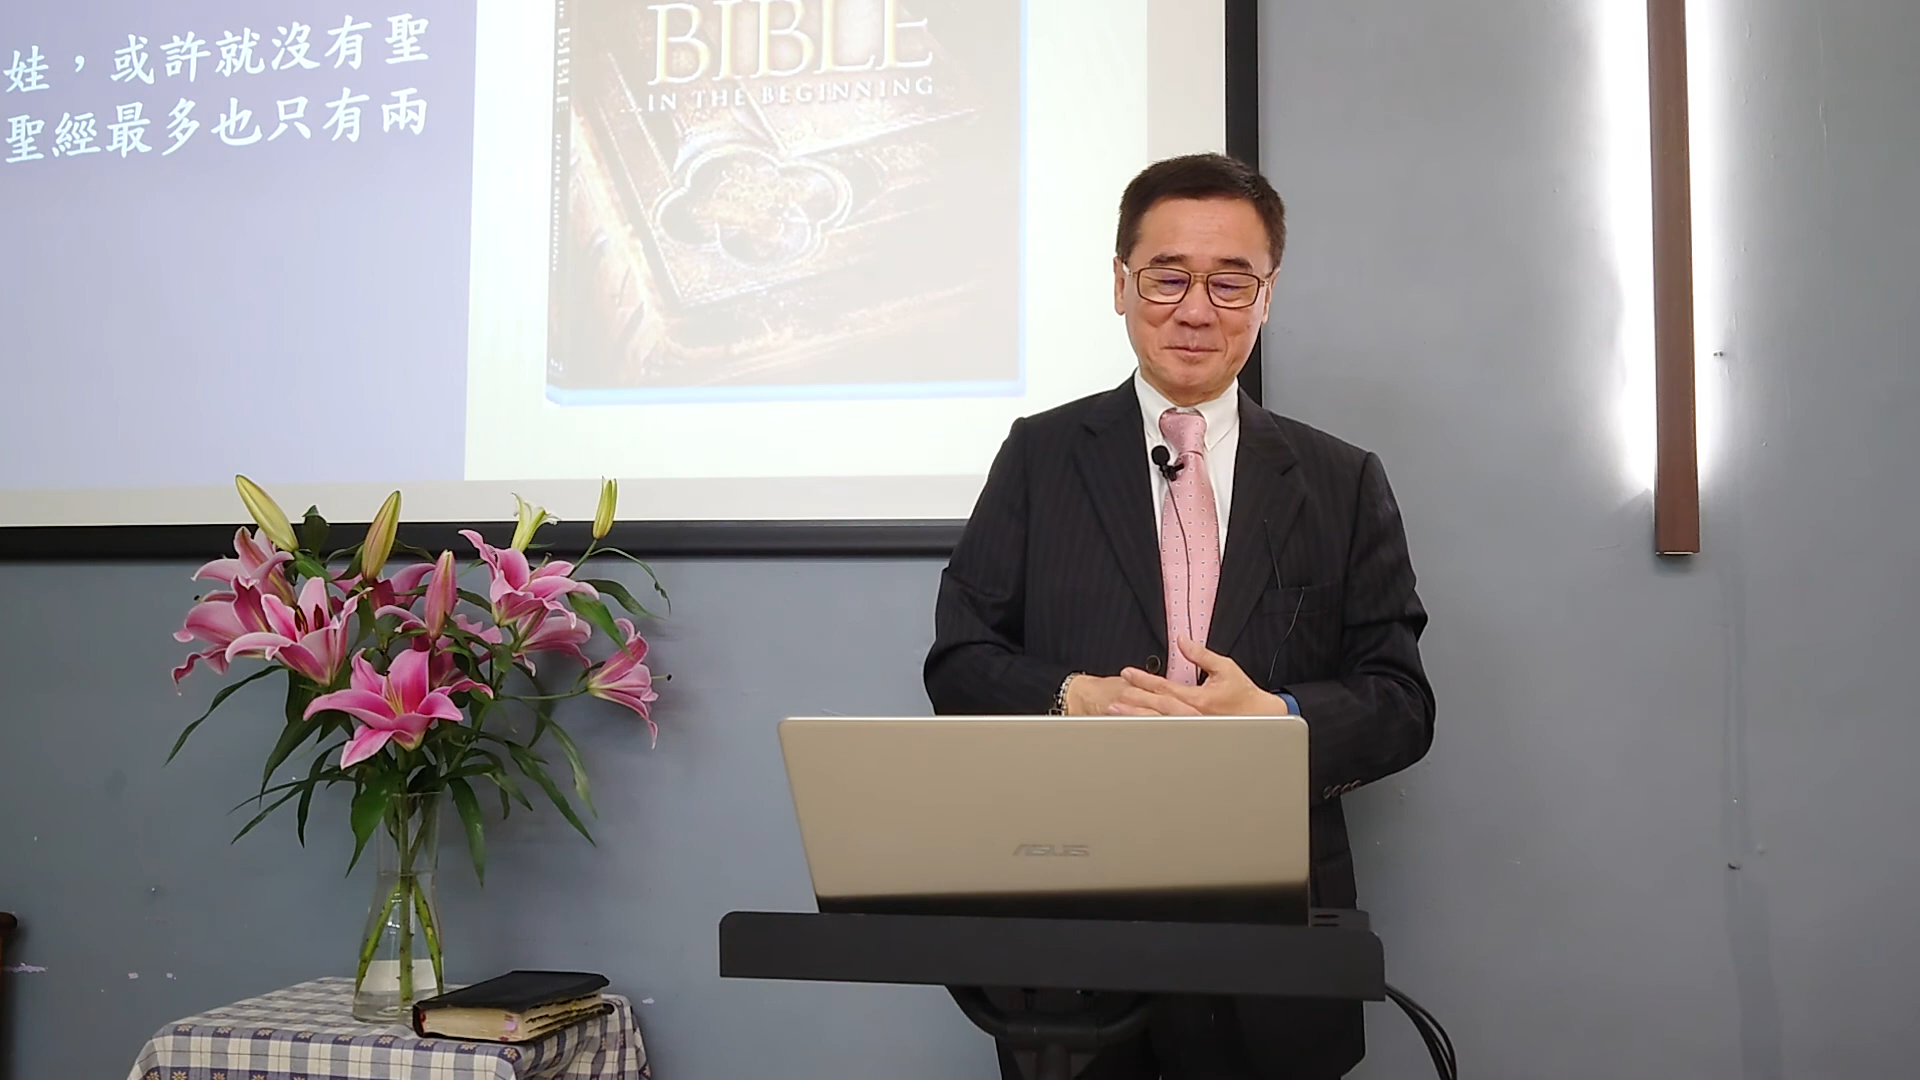 娃，或許就沒有聖
聖經最多也只有兩
BIBLE
...IN THE BEGINNING
ASUS